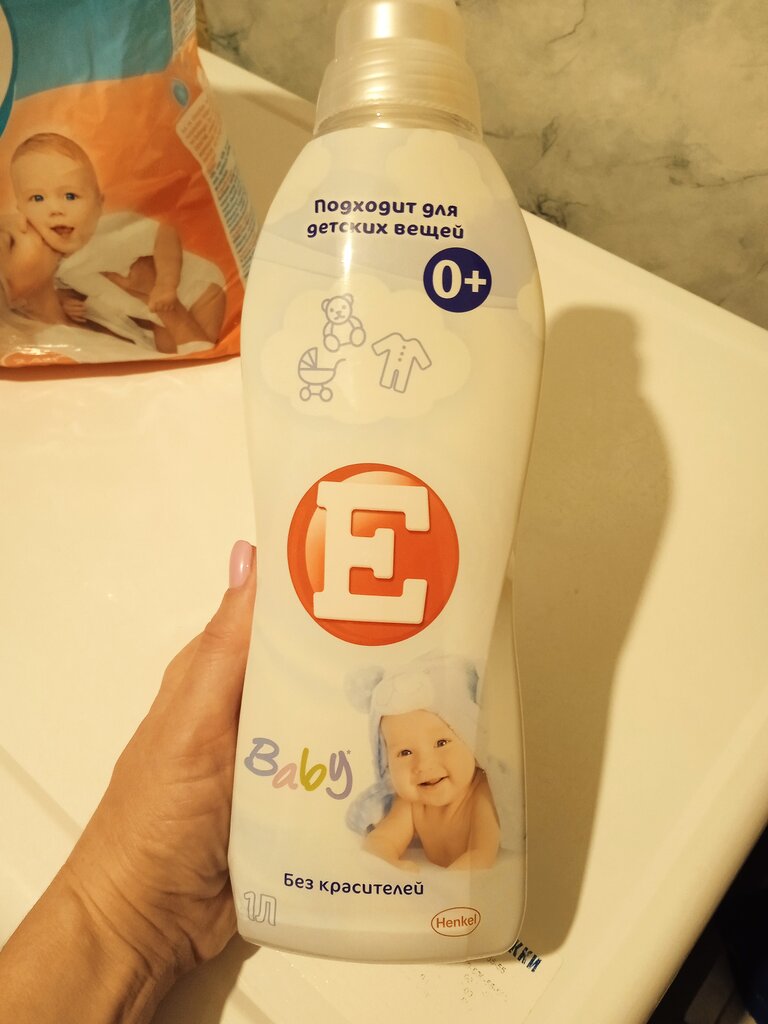 Подходит для
детских вещей
0+
E
Baby*
Без красителей
1Л
Henkel